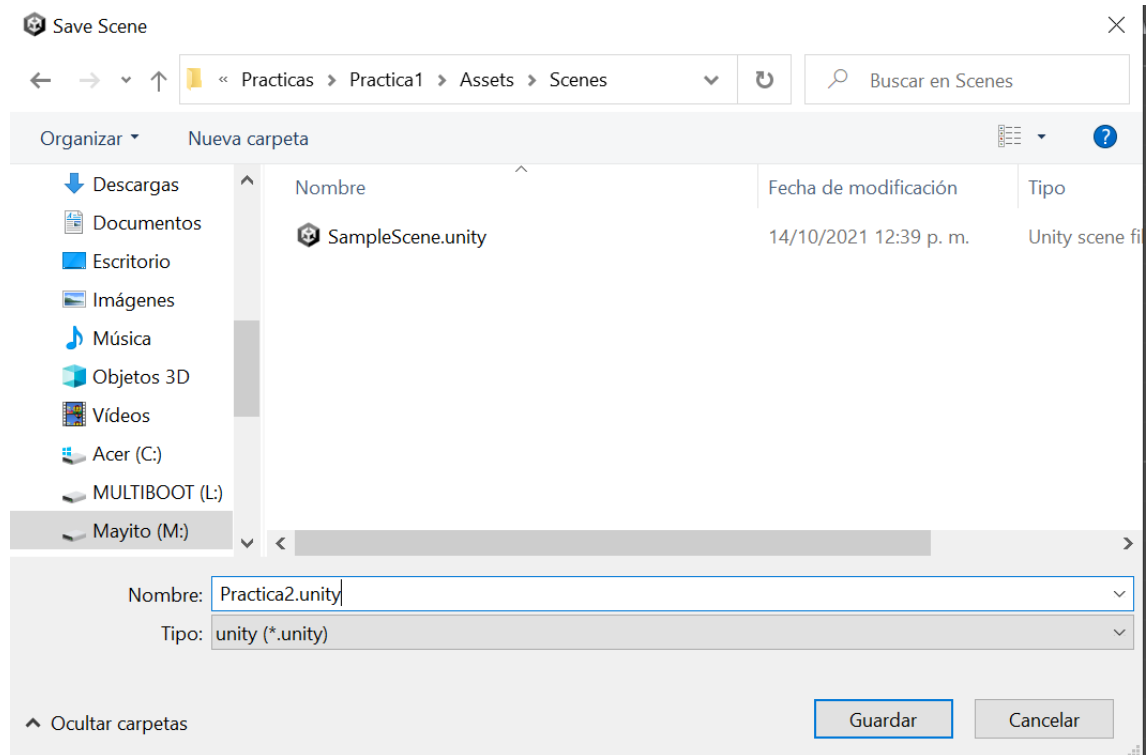 Save Scene
« Practicas > Practica1 > Assets > Scenes
Buscar en Scenes
Organizar
Nueva carpeta
?
Descargas
Documentos
Escritorio
Imágenes
Música
Objetos 3D
Vídeos
Acer (C:)
MULTIBOOT (L:)
Mayito (M:)
Nombre Fecha de modificación Tipo
SampleScene.unity 14/10/2021 12:39 p. m. Unity scene fi
Nombre: Practica2.unity
Tipo: unity (*.unity)
Ocultar carpetas
Guardar
Cancelar